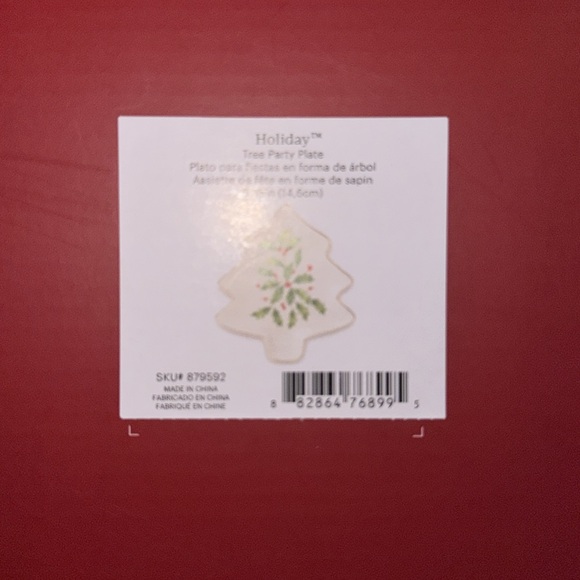 Holiday™
Tree Party Plate
Plato para fiestas en forma de árbol
Assiette de fête en forme de sapin
(14,6cm)
SKU# 879592
MADE IN CHINA
FABRICADO EN CHINA
FABRIQUÉ EN CHINE
8 82864 76899 5